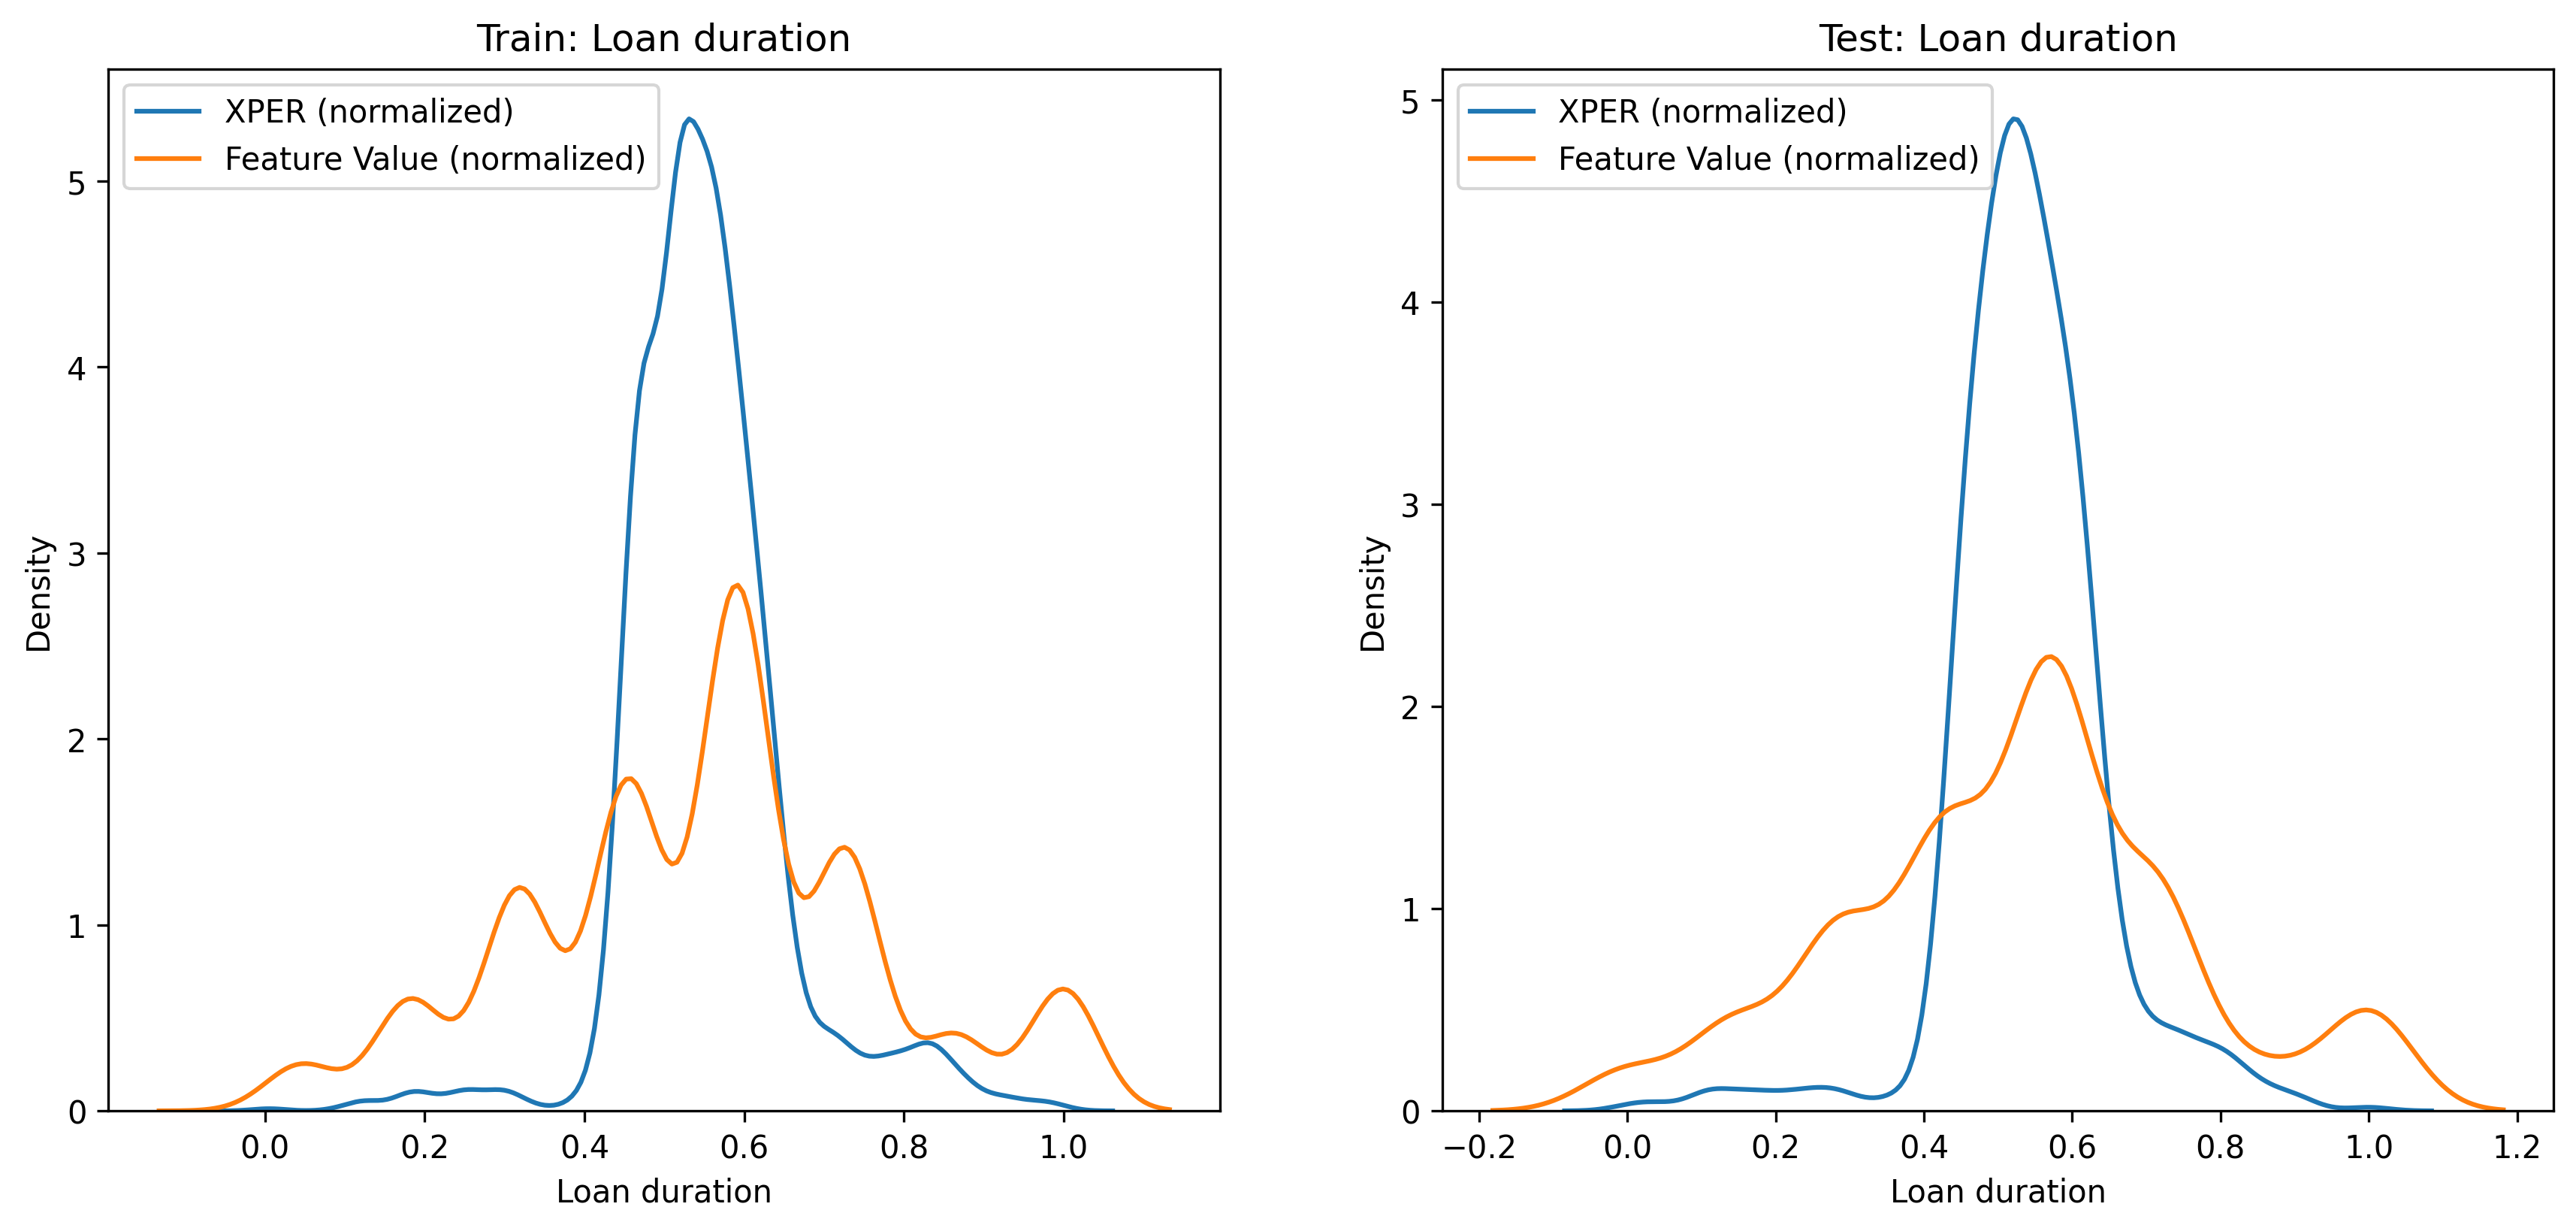 Train: Loan duration
XPER (normalized)
Feature Value (normalized)
Density
5
4
3
2
1
0
0.0 0.2 0.4 0.6 0.8 1.0
Loan duration
Test: Loan duration
XPER (normalized)
Feature Value (normalized)
Density
5
4
3
2
1
0
−0.2 0.0 0.2 0.4 0.6 0.8 1.0 1.2
Loan duration